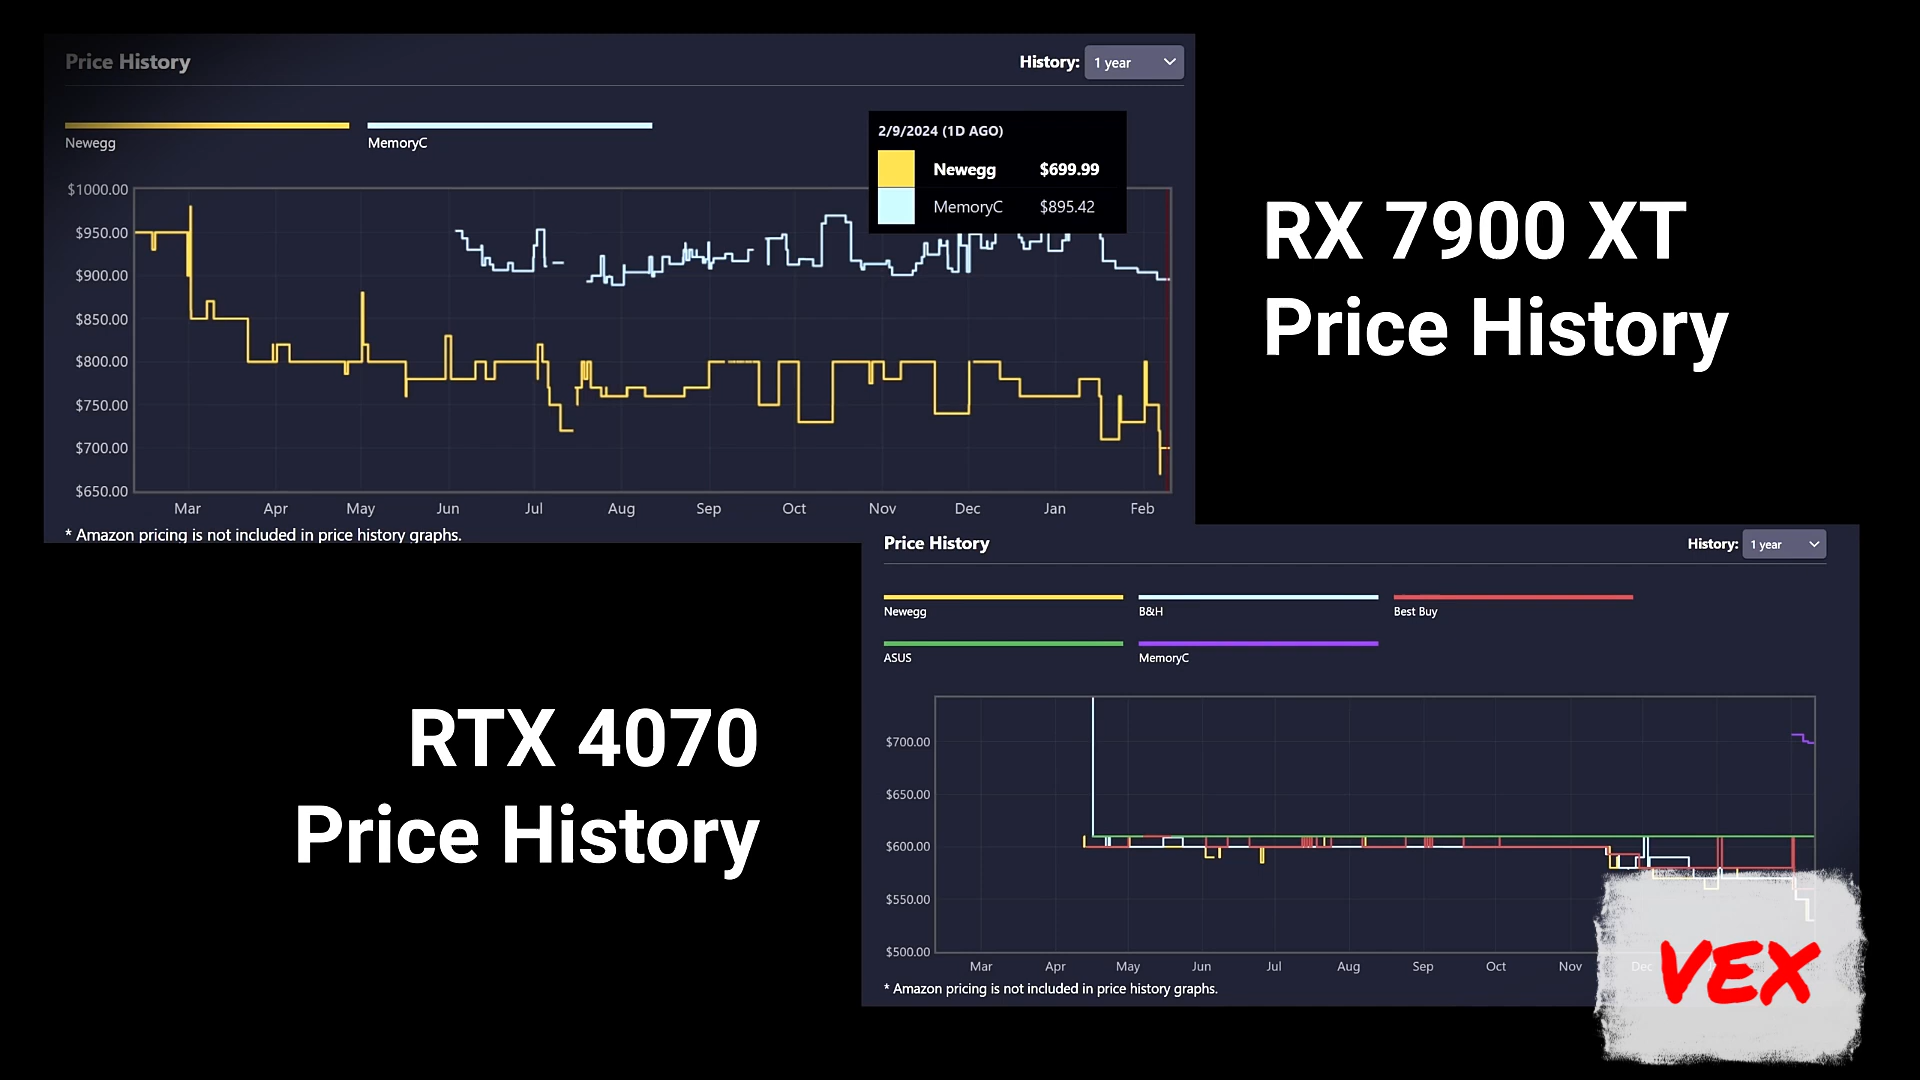 Price History
History: 1 year
Newegg
MemoryC
2/9/2024 (1D AGO)
Newegg $699.99
MemoryC $895.42
$1000.00
$950.00
$900.00
$850.00
$800.00
$750.00
$700.00
$650.00
Mar Apr May Jun Jul Aug Sep Oct Nov Dec Jan Feb
* Amazon pricing is not included in price history graphs.
RX 7900 XT
Price History
RTX 4070
Price History
Price History
History: 1 year
Newegg
B&H
Best Buy
ASUS
MemoryC
$700.00
$650.00
$600.00
$550.00
$500.00
Mar Apr May Jun Jul Aug Sep Oct Nov Dec
* Amazon pricing is not included in price history graphs.
VEX